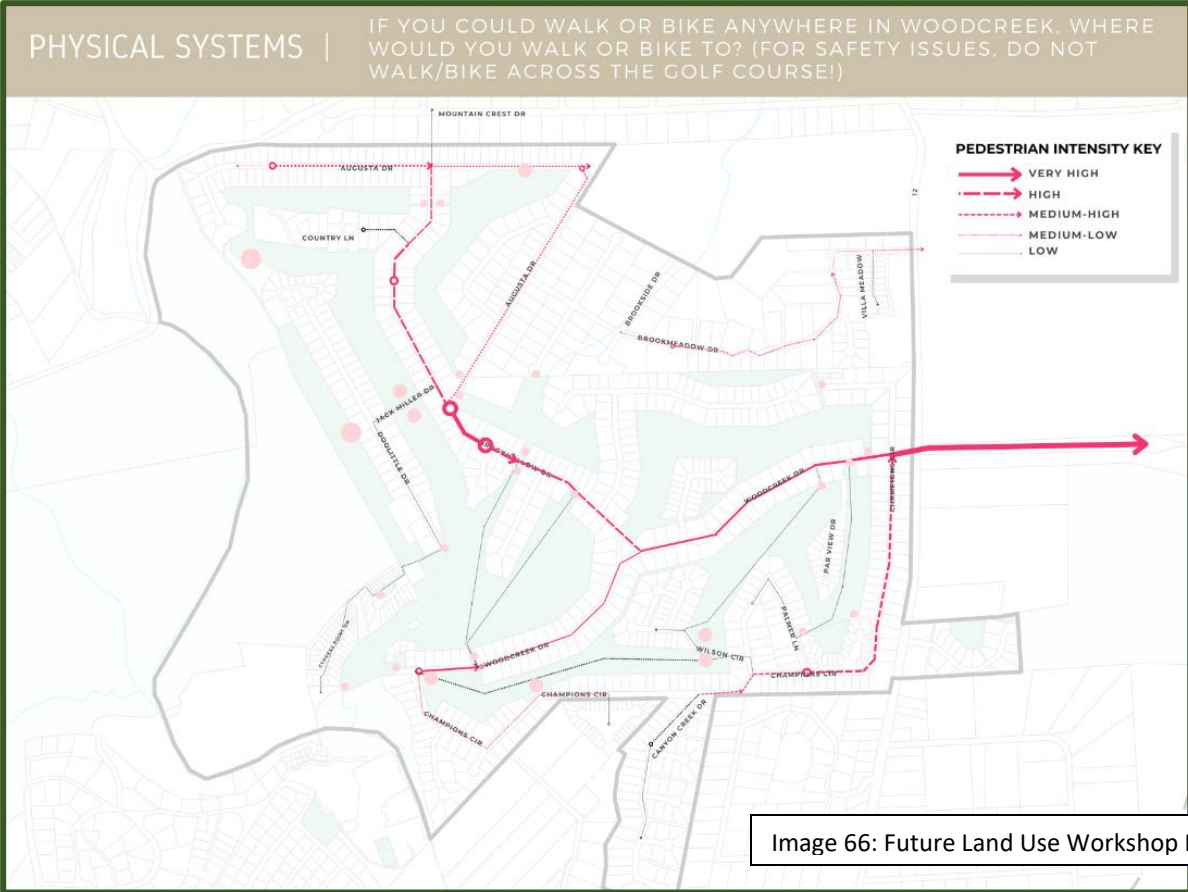 PHYSICAL SYSTEMS |
IF YOU COULD WALK OR BIKE ANYWHERE IN WOODCREEK, WHERE
WOULD YOU WALK OR BIKE TO? (FOR SAFETY ISSUES, DO NOT
WALK/BIKE ACROSS THE GOLF COURSE!)
MOUNTAIN CREST DR
PEDESTRIAN INTENSITY KEY
VERY HIGH
HIGH
MEDIUM-HIGH
MEDIUM-LOW
LOW
AUGUSTA DR
12
COUNTRY LN
AUGUSTA DR
BROOKSIDE DR
VILLA MEADOW
BROOKMEADOW DR
JACK MILLER DR
DOOLITTLE DR
WOODCREEK DR
CHAMPIONS CIR
PAR VIEW DR
PALMER LN
CYPRESS POINT DR
WOODCREEK DR
WILSON CIR
CHAMPIONS CIR
CHAMPIONS CIR
CHAMPIONS CIR
CANYON CREEK DR
Image 66: Future Land Use Workshop